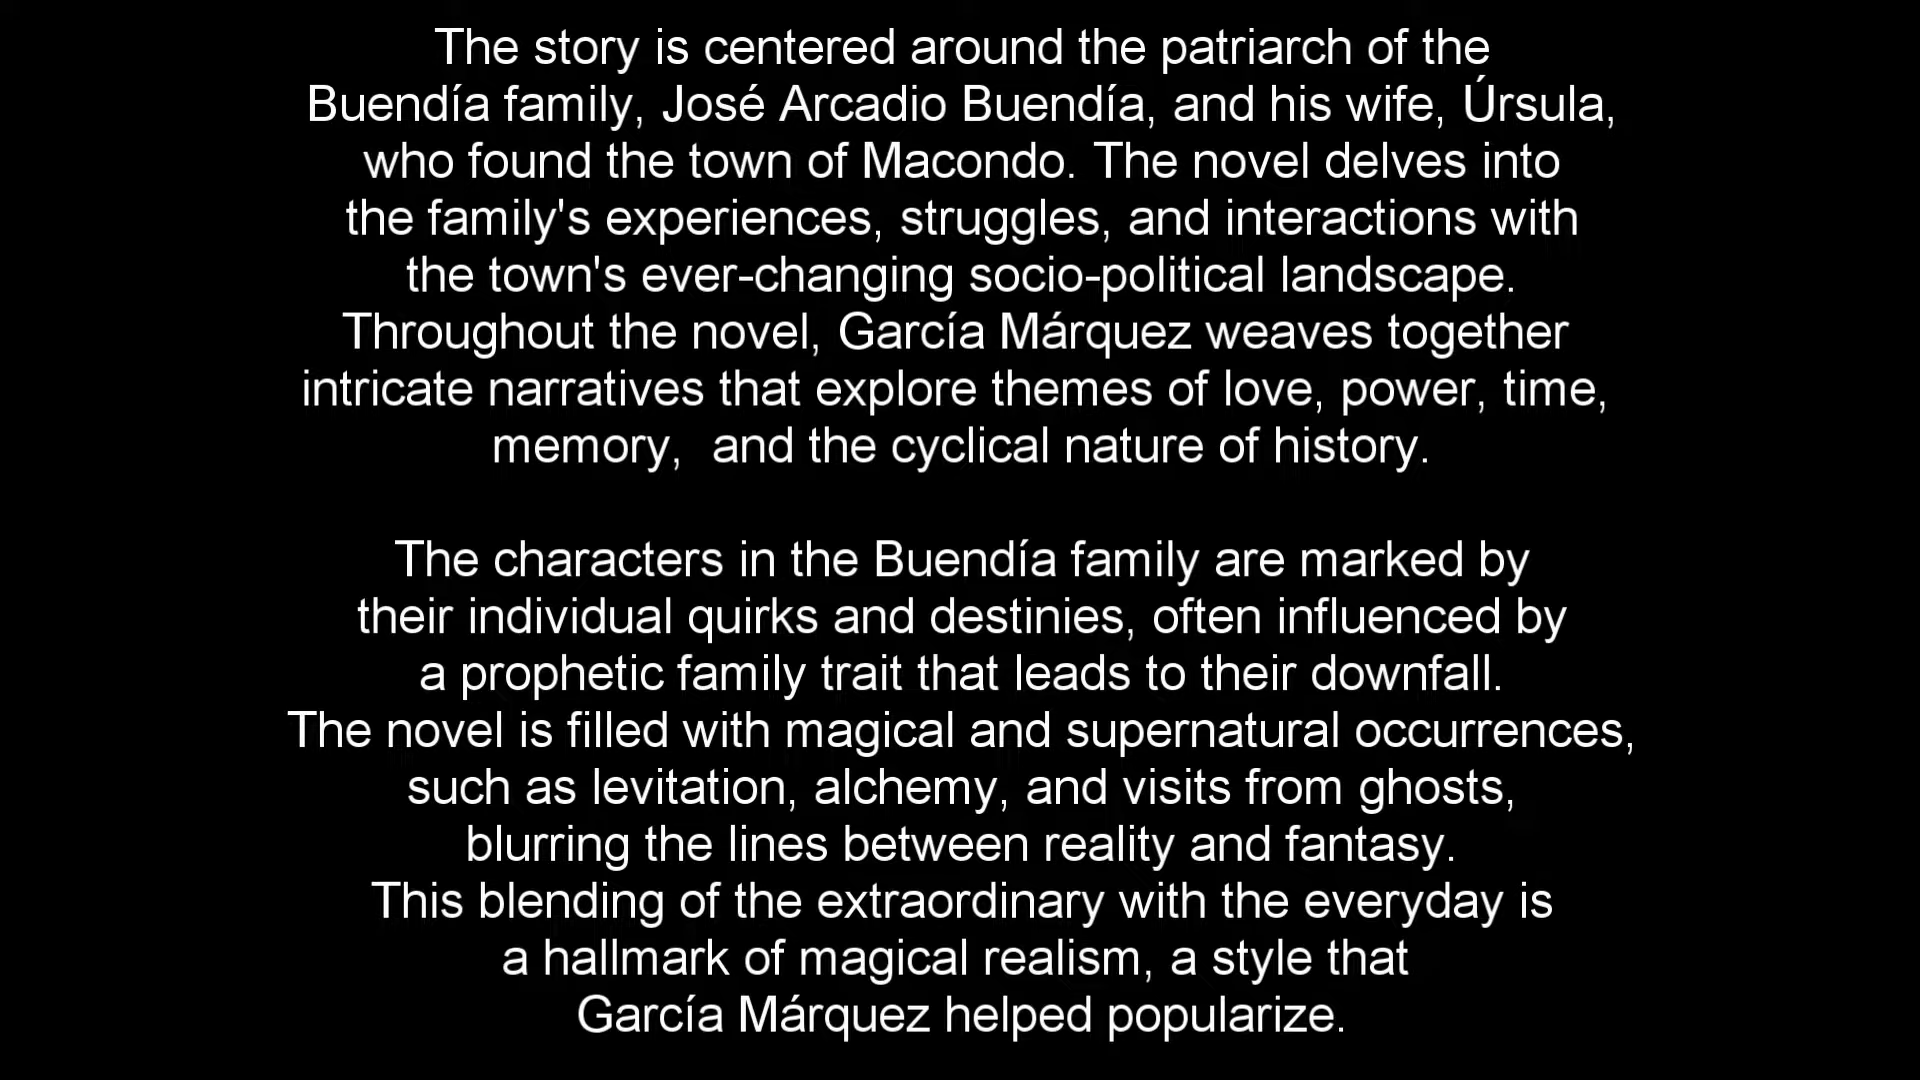 The story is centered around the patriarch of the
Buendía family, José Arcadio Buendía, and his wife, Úrsula,
who found the town of Macondo. The novel delves into
the family's experiences, struggles, and interactions with
the town's ever-changing socio-political landscape.
Throughout the novel, García Márquez weaves together
intricate narratives that explore themes of love, power, time,
memory,  and the cyclical nature of history.
The characters in the Buendía family are marked by
their individual quirks and destinies, often influenced by
a prophetic family trait that leads to their downfall.
The novel is filled with magical and supernatural occurrences,
such as levitation, alchemy, and visits from ghosts,
blurring the lines between reality and fantasy.
This blending of the extraordinary with the everyday is
a hallmark of magical realism, a style that
García Márquez helped popularize.